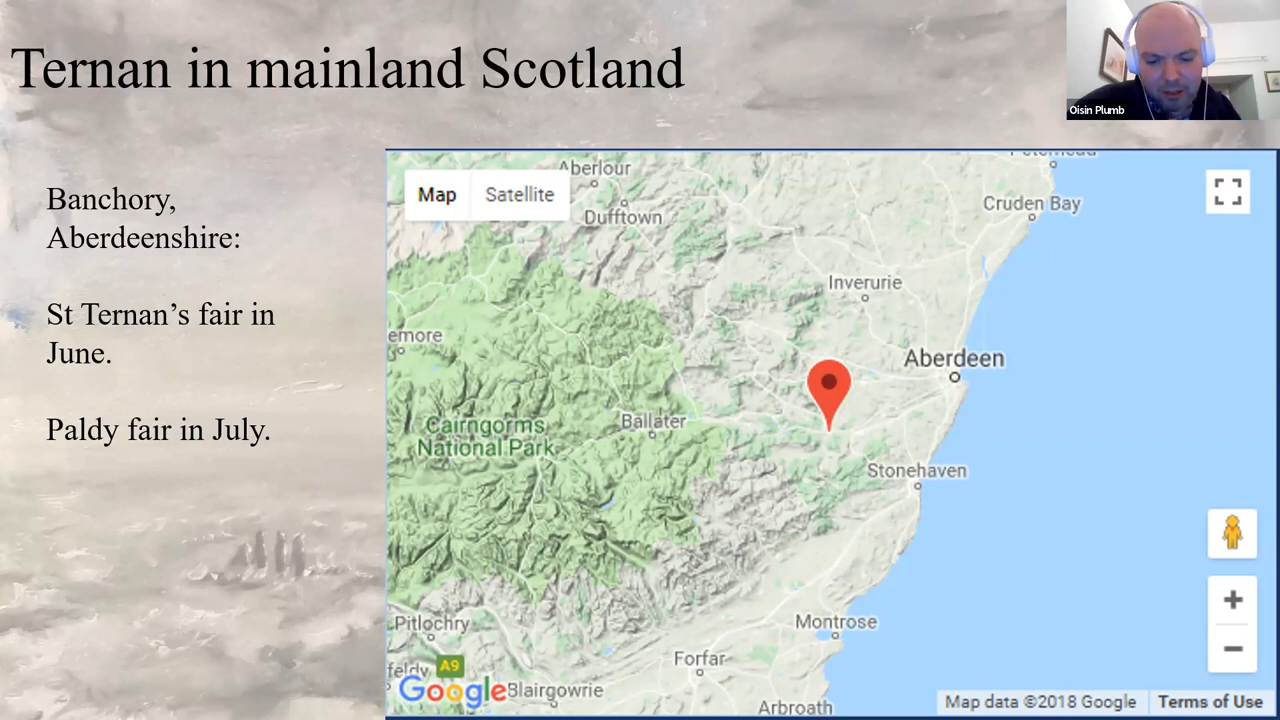 Ternan in mainland Scotland
Oisin Plumb
Banchory,
Aberdeenshire:
St Ternan’s fair in
June.
Paldy fair in July.
Map
Satellite
Aberlour
Peterhead
Dufftown
Cruden Bay
Inverurie
emore
Aberdeen
Ballater
Cairngorms
National Park
Stonehaven
Pitlochry
Montrose
feldy
A9
Forfar
Google
Blairgowrie
Arbroath
Map data ©2018 Google
Terms of Use